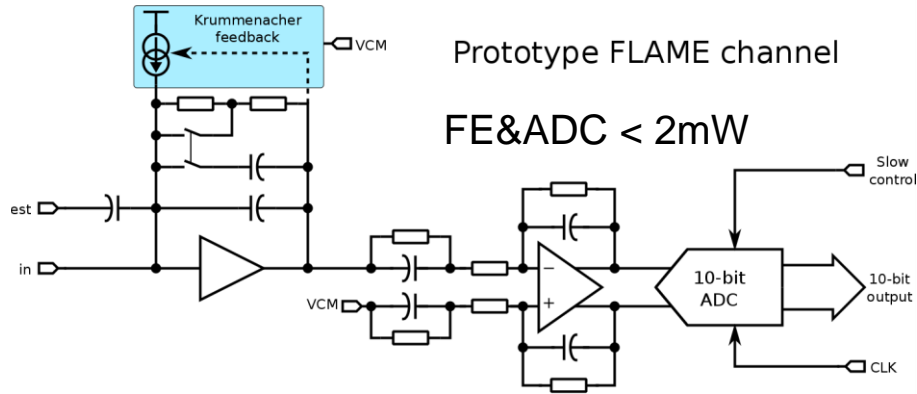 Krummenacher
feedback
VCM
Prototype FLAME channel
FE&ADC < 2mW
Slow
control
est
in
VCM
−
+
10-bit
ADC
10-bit
output
CLK